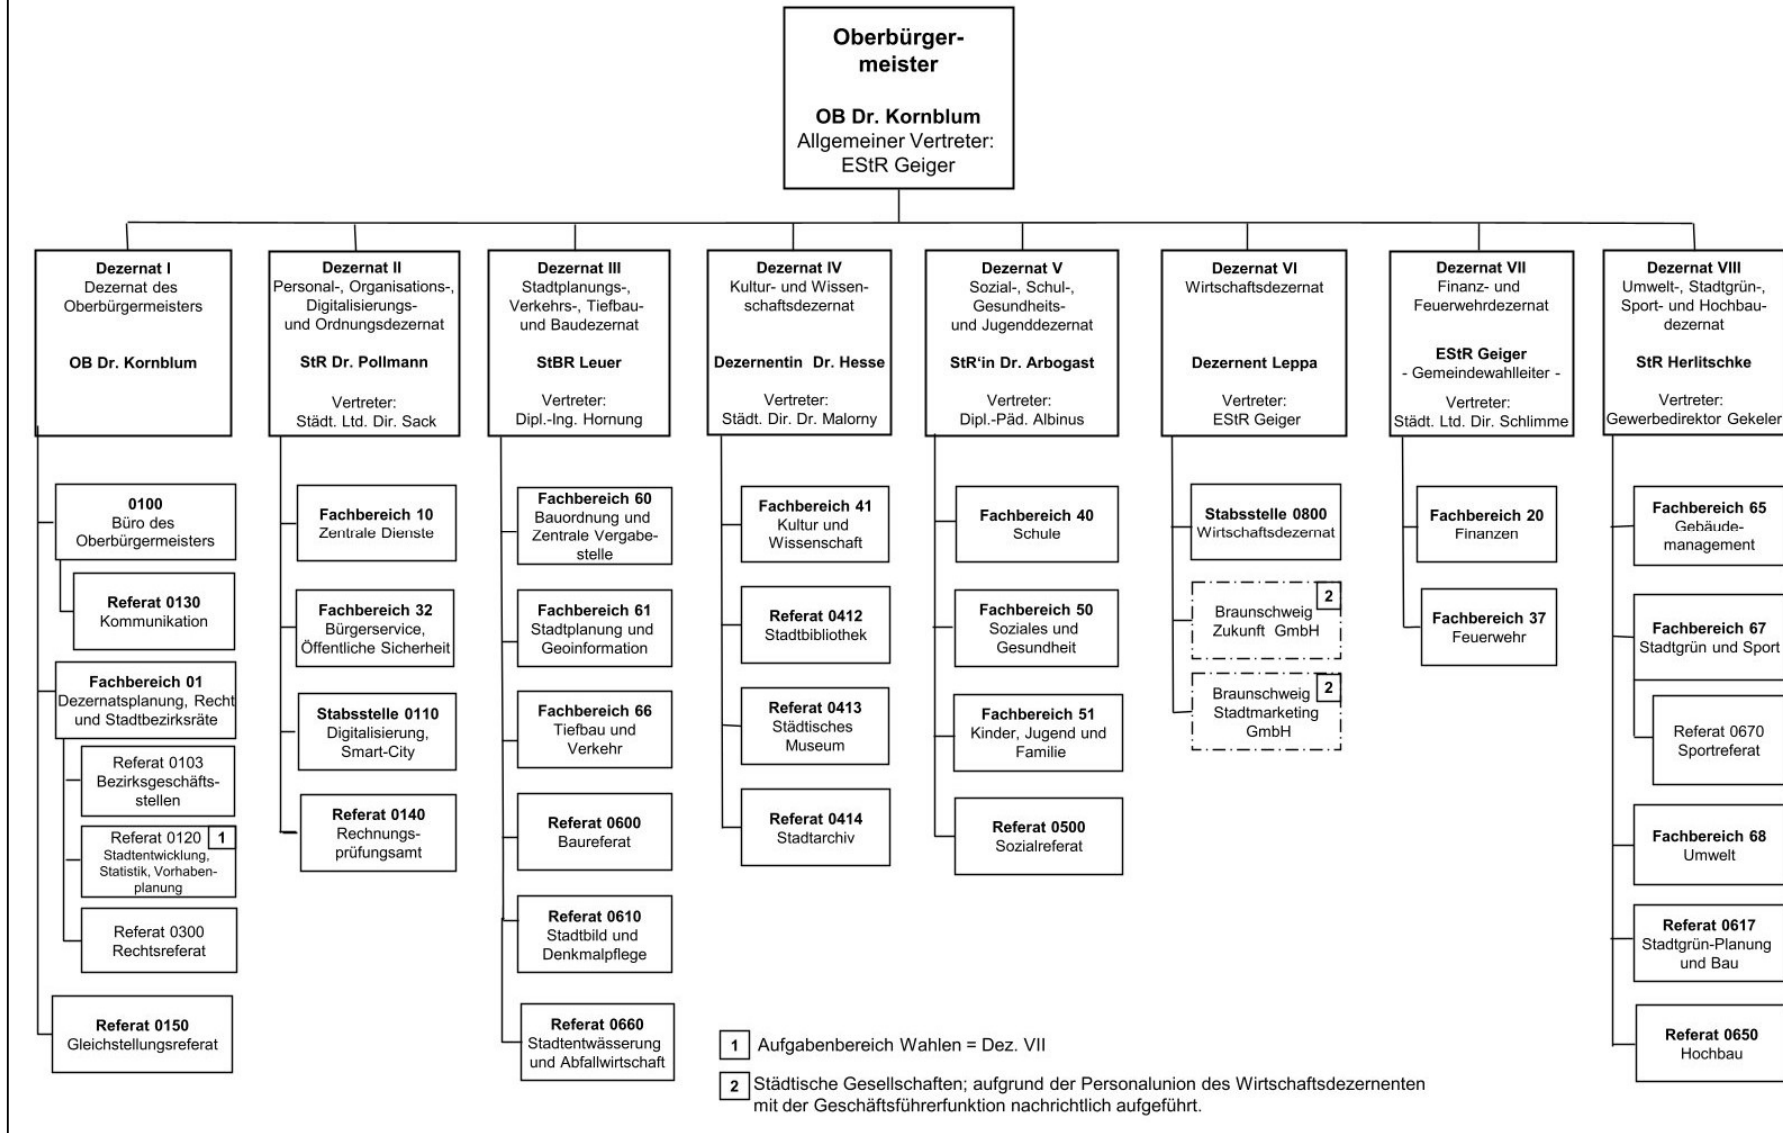 Oberbürger-
meister
OB Dr. Kornblum
Allgemeiner Vertreter:
EStR Geiger
Dezernat I
Dezernat des
Oberbürgermeisters
OB Dr. Kornblum
0100
Büro des
Oberbürgermeisters
Referat 0130
Kommunikation
Fachbereich 01
Dezernatsplanung, Recht
und Stadtbezirksräte
Referat 0103
Bezirksgeschäfts-
stellen
Referat 0120 1
Stadtentwicklung,
Statistik, Vorhaben-
planung
Referat 0300
Rechtsreferat
Referat 0150
Gleichstellungsreferat
Dezernat II
Personal-, Organisations-,
Digitalisierungs-
und Ordnungsdezernat
StR Dr. Pollmann
Vertreter:
Städt. Ltd. Dir. Sack
Fachbereich 10
Zentrale Dienste
Fachbereich 32
Bürgerservice,
Öffentliche Sicherheit
Stabsstelle 0110
Digitalisierung,
Smart-City
Referat 0140
Rechnungs-
prüfungsamt
Dezernat III
Stadtplanungs-,
Verkehrs-, Tiefbau-
und Baudezernat
StBR Leuer
Vertreter:
Dipl.-Ing. Hornung
Fachbereich 60
Bauordnung und
Zentrale Vergabe-
stelle
Fachbereich 61
Stadtplanung und
Geoinformation
Fachbereich 66
Tiefbau und
Verkehr
Referat 0600
Baureferat
Referat 0610
Stadtbild und
Denkmalpflege
Referat 0660
Stadtentwässerung
und Abfallwirtschaft
Dezernat IV
Kultur- und Wissen-
schaftsdezernat
Dezernentin Dr. Hesse
Vertreter:
Städt. Dir. Dr. Malorny
Fachbereich 41
Kultur und
Wissenschaft
Referat 0412
Stadtbibliothek
Referat 0413
Städtisches
Museum
Referat 0414
Stadtarchiv
Dezernat V
Sozial-, Schul-,
Gesundheits-
und Jugenddezernat
StR'in Dr. Arbogast
Vertreter:
Dipl.-Päd. Albinus
Fachbereich 40
Schule
Fachbereich 50
Soziales und
Gesundheit
Fachbereich 51
Kinder, Jugend und
Familie
Referat 0500
Sozialreferat
Dezernat VI
Wirtschaftsdezernat
Dezernent Leppa
Vertreter:
EStR Geiger
Stabsstelle 0800
Wirtschaftsdezernat
2
Braunschweig
Zukunft GmbH
2
Braunschweig
Stadtmarketing
GmbH
Dezernat VII
Finanz- und
Feuerwehrdezernat
EStR Geiger
- Gemeindewahlleiter -
Vertreter:
Städt. Ltd. Dir. Schlimme
Fachbereich 20
Finanzen
Fachbereich 37
Feuerwehr
Dezernat VIII
Umwelt-, Stadtgrün-,
Sport- und Hochbau-
dezernat
StR Herlitschke
Vertreter:
Gewerbedirektor Gekeler
Fachbereich 65
Gebäude-
management
Fachbereich 67
Stadtgrün und Sport
Referat 0670
Sportreferat
Fachbereich 68
Umwelt
Referat 0617
Stadtgrün-Planung
und Bau
Referat 0650
Hochbau
1 Aufgabenbereich Wahlen = Dez. VII
2 Städtische Gesellschaften; aufgrund der Personalunion des Wirtschaftsdezernenten
mit der Geschäftsführerfunktion nachrichtlich aufgeführt.